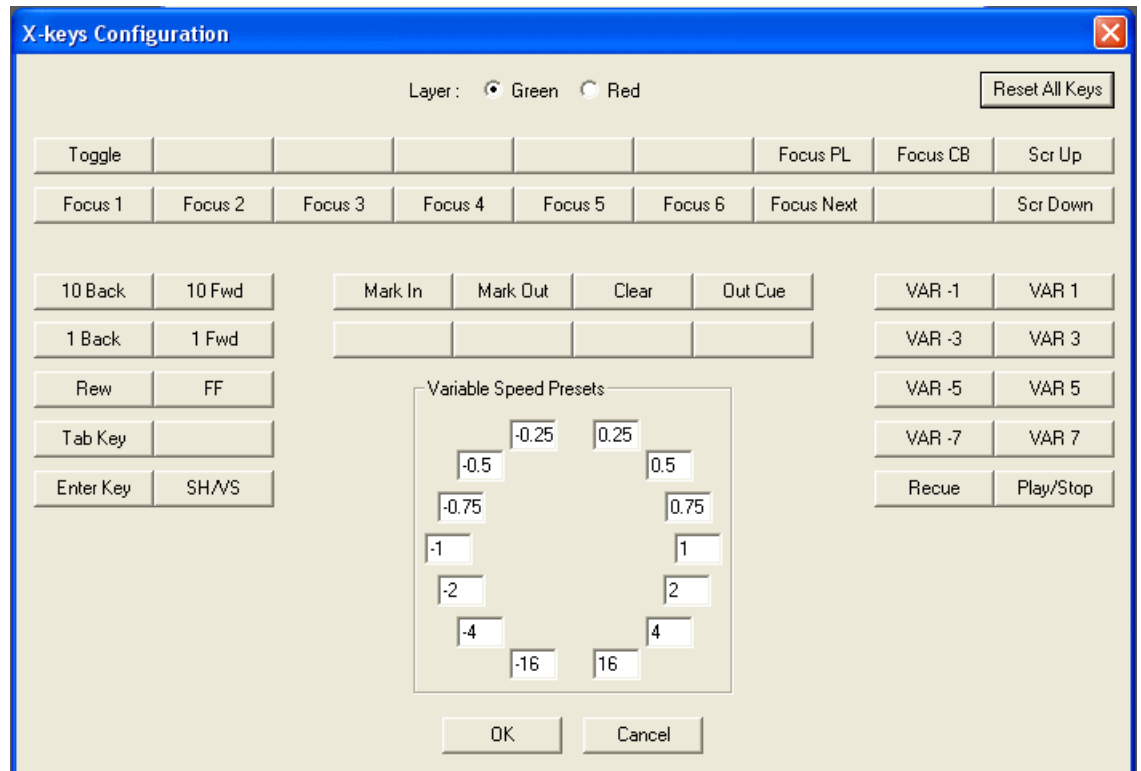 X-keys Configuration
Layer : Green Red Reset All Keys
Toggle Focus PL Focus CB Scr Up
Focus 1 Focus 2 Focus 3 Focus 4 Focus 5 Focus 6 Focus Next Scr Down
10 Back 10 Fwd Mark In Mark Out Clear Out Cue VAR -1 VAR 1
1 Back 1 Fwd VAR -3 VAR 3
Rew FF Variable Speed Presets VAR -5 VAR 5
Tab Key -0.25 0.25 VAR -7 VAR 7
-0.5 0.5
Enter Key SH/VS Recue Play/Stop
-0.75 0.75
-1 1
-2 2
-4 4
-16 16
OK Cancel